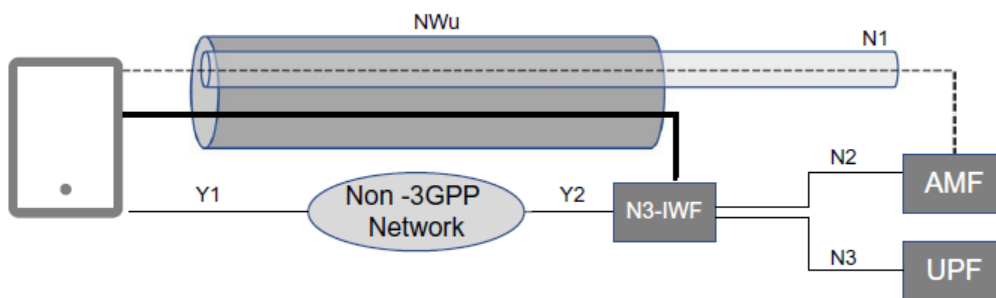 NWu
N1
N2
AMF
Y1
Non -3GPP
Network
Y2
N3-IWF
N3
UPF